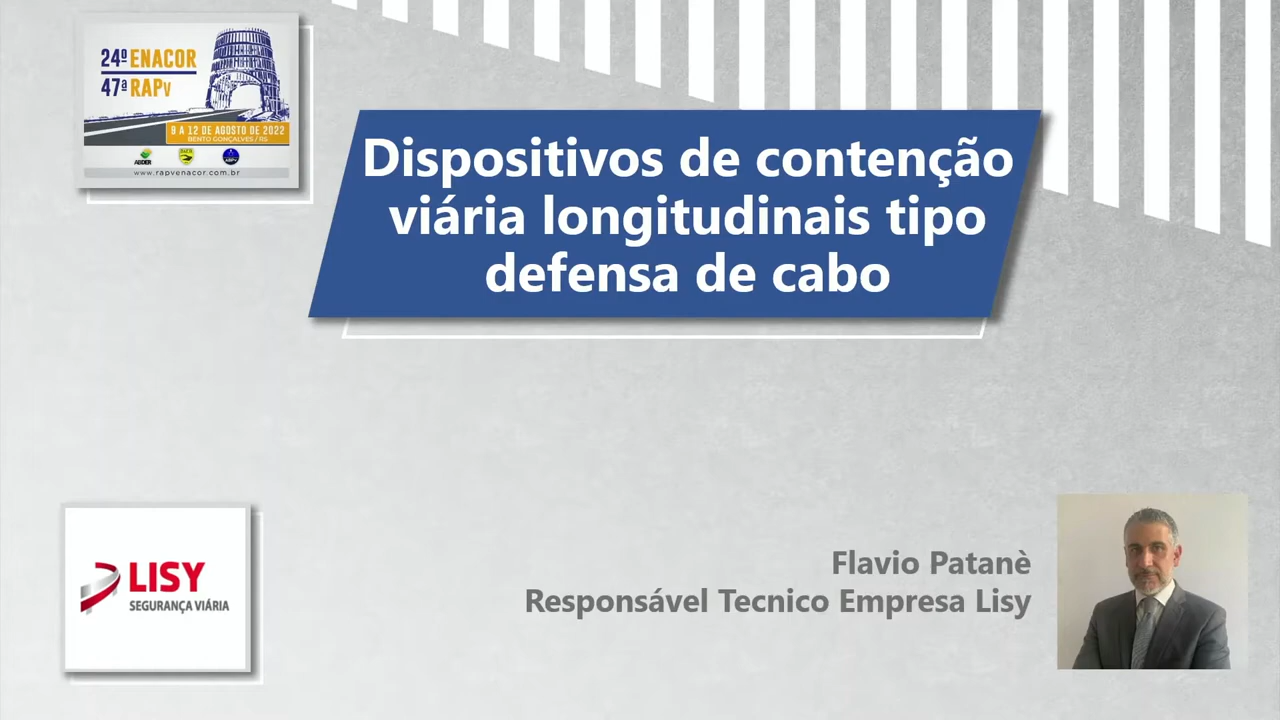 24º ENACOR
47ª RAPv
9 A 12 DE AGOSTO DE 2022
BENTO GONÇALVES / RS
ABDER
www.rapvenacor.com.br
Dispositivos de contenção
viária longitudinais tipo
defensa de cabo
LISY
SEGURANÇA VIÁRIA
Flavio Patanè
Responsável Tecnico Empresa Lisy